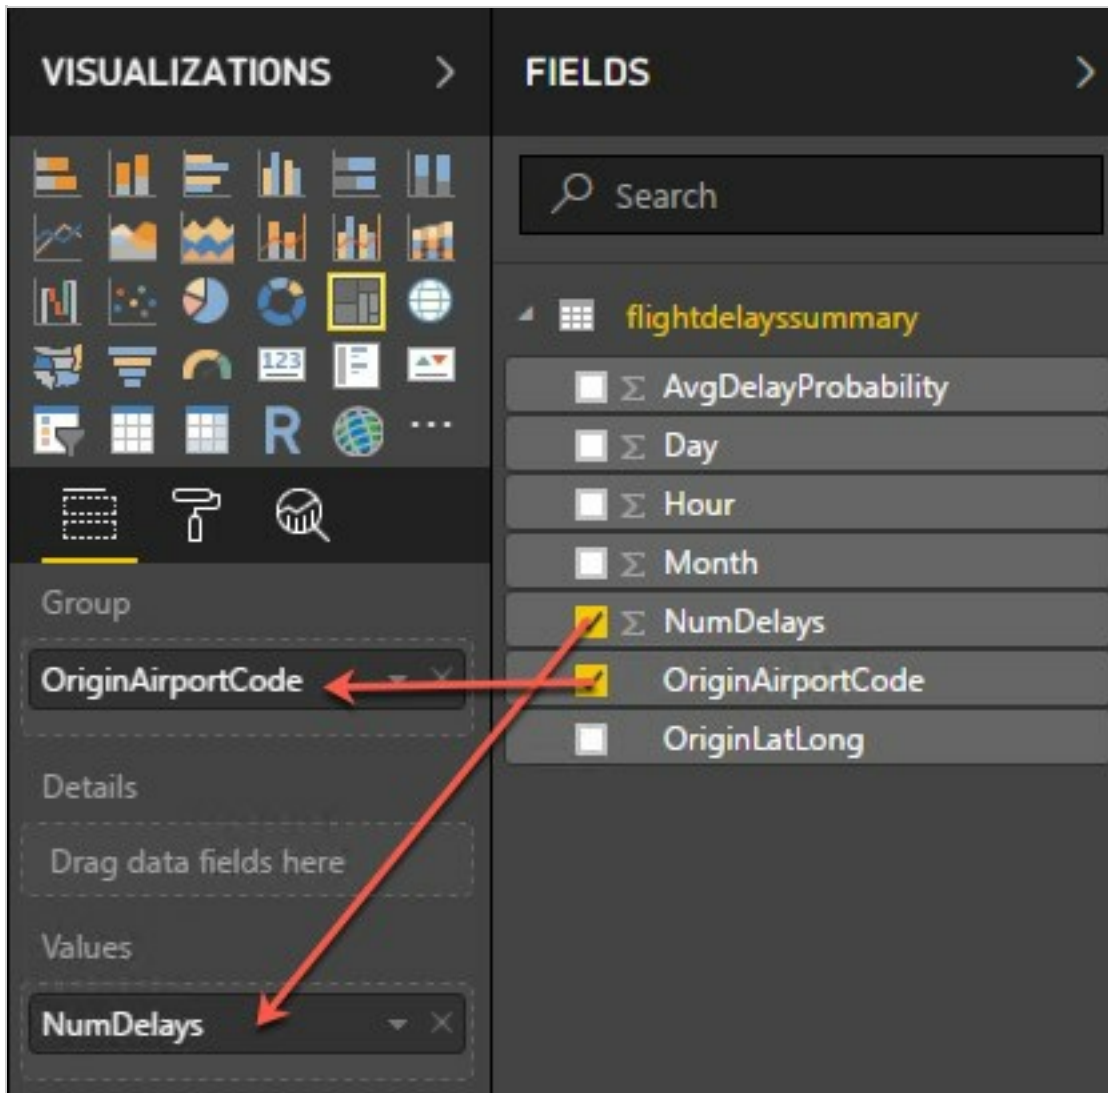 VISUALIZATIONS
FIELDS
123
R
Search
flightdelayssummary
AvgDelayProbability
Day
Hour
Month
NumDelays
OriginAirportCode
OriginLatLong
Group
OriginAirportCode
Details
Drag data fields here
Values
NumDelays